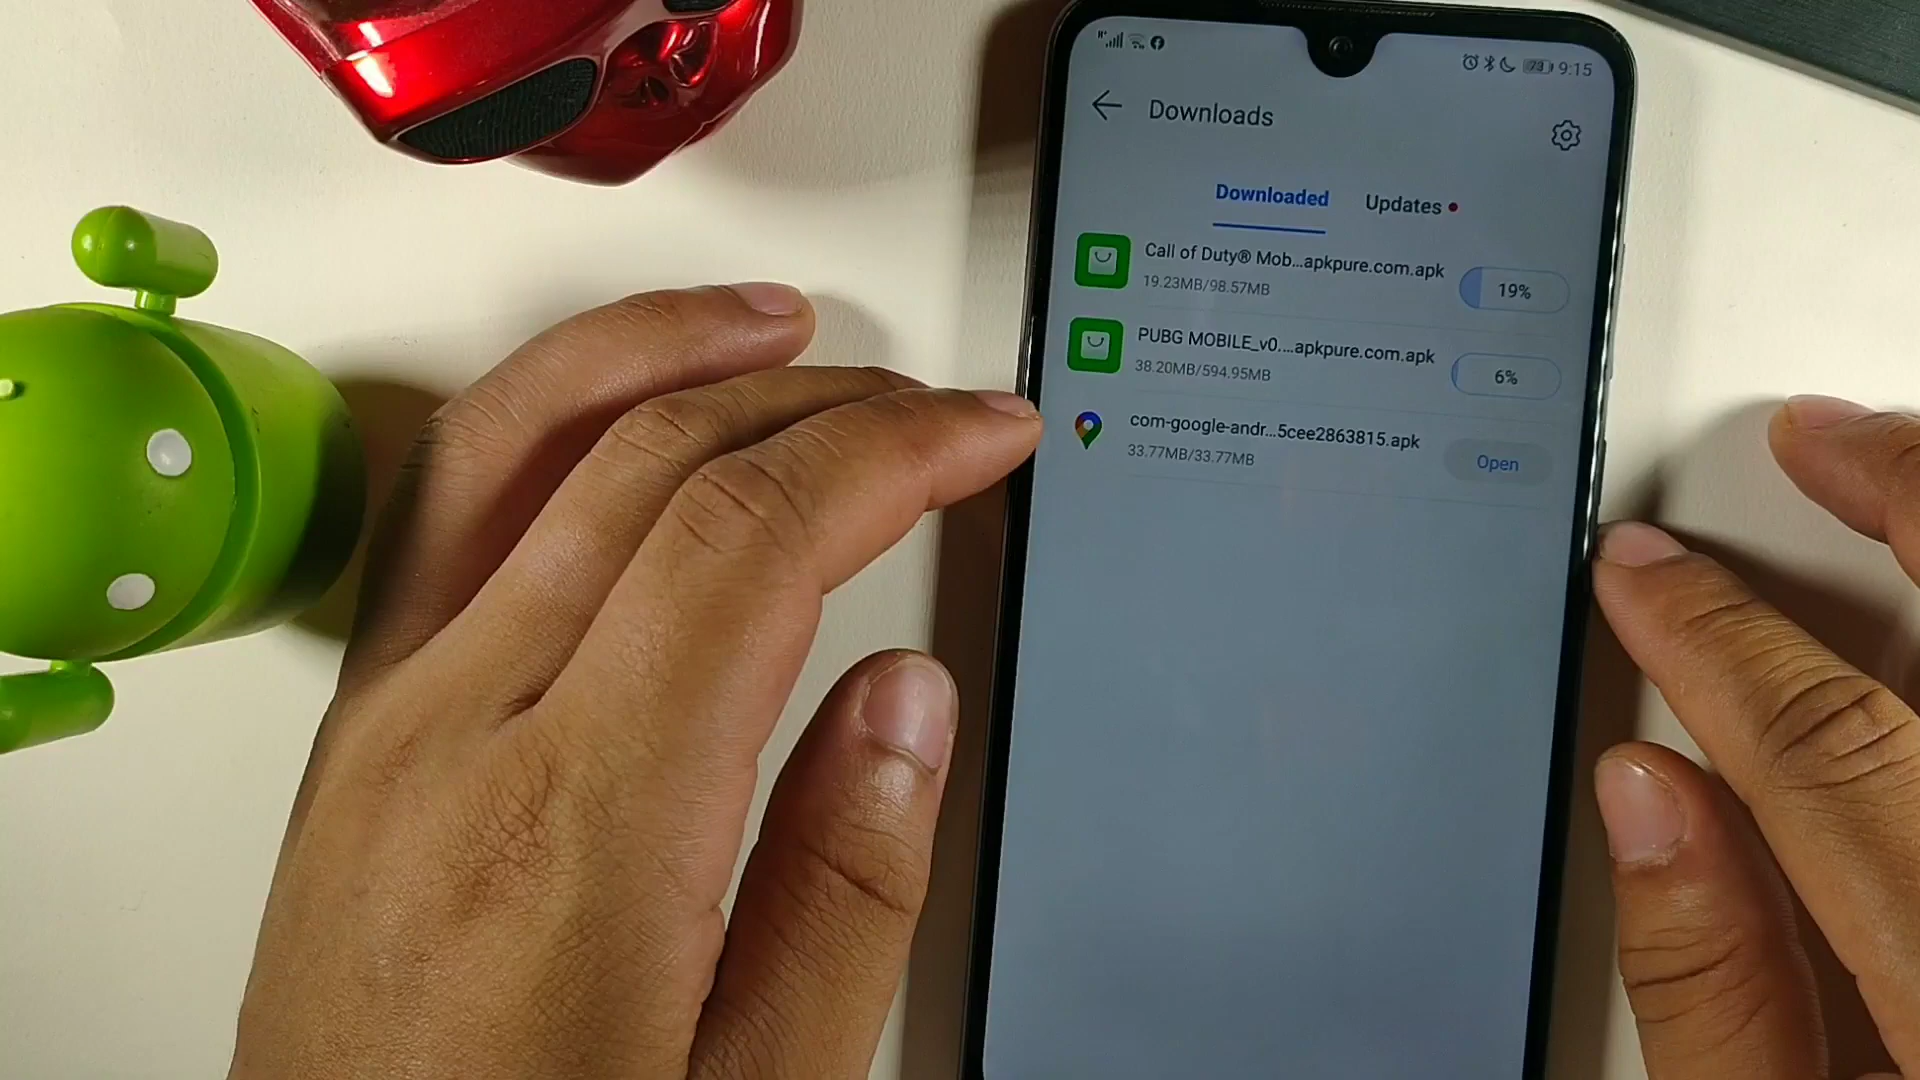 73 9:15
Downloads
Downloaded Updates
Call of Duty® Mob...apkpure.com.apk
19.23MB/98.57MB
19%
PUBG MOBILE_v0....apkpure.com.apk
38.20MB/594.95MB
6%
com-google-andr...5cee2863815.apk
33.77MB/33.77MB
Open